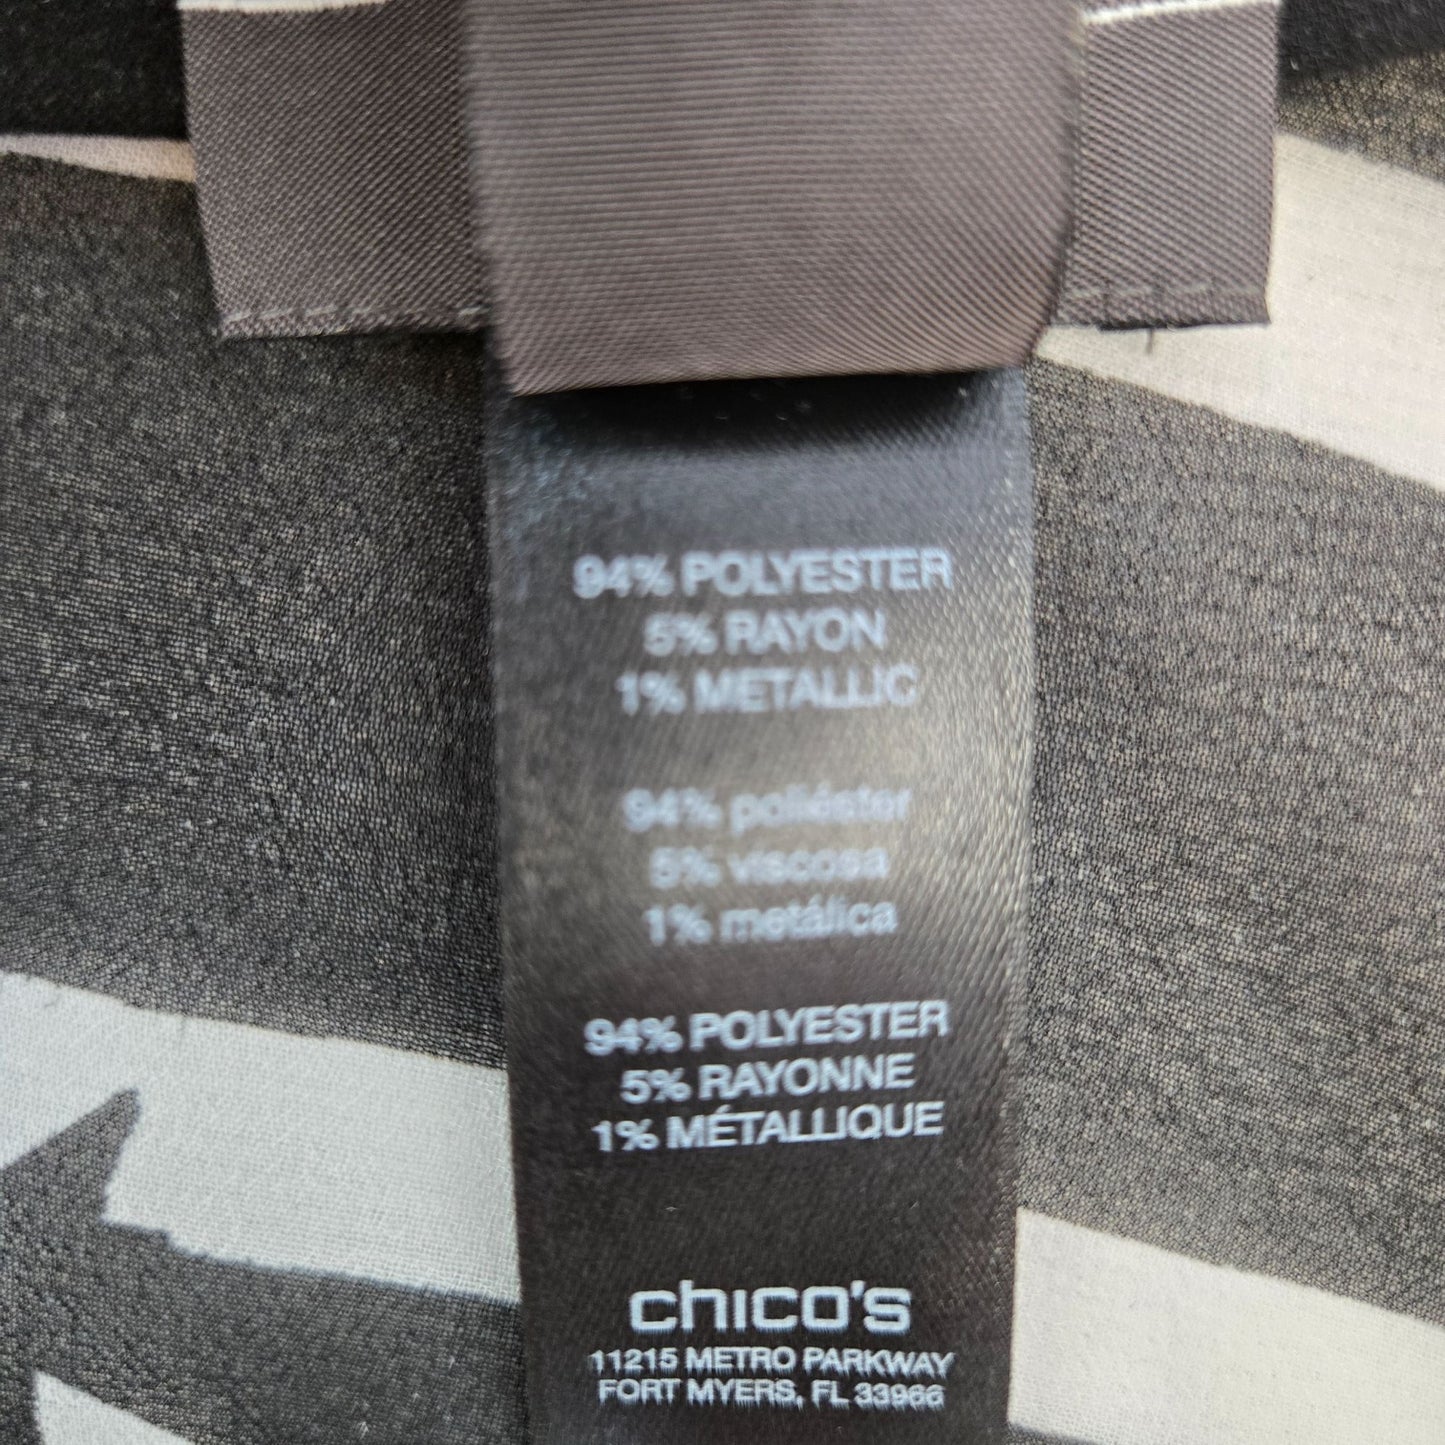 94% POLYESTER
5% RAYON
1% METALLIC
94% poliéster
5% viscosa
1% metálica
94% POLYESTER
5% RAYONNE
1% MÉTALLIQUE
chico's
11215 METRO PARKWAY
FORT MYERS, FL 33966